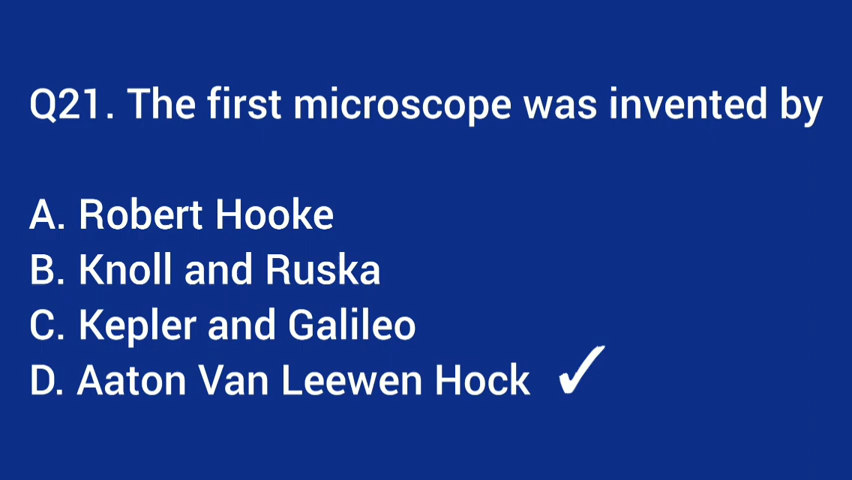 Q21. The first microscope was invented by
A. Robert Hooke
B. Knoll and Ruska
C. Kepler and Galileo
D. Aaton Van Leewen Hock ✓